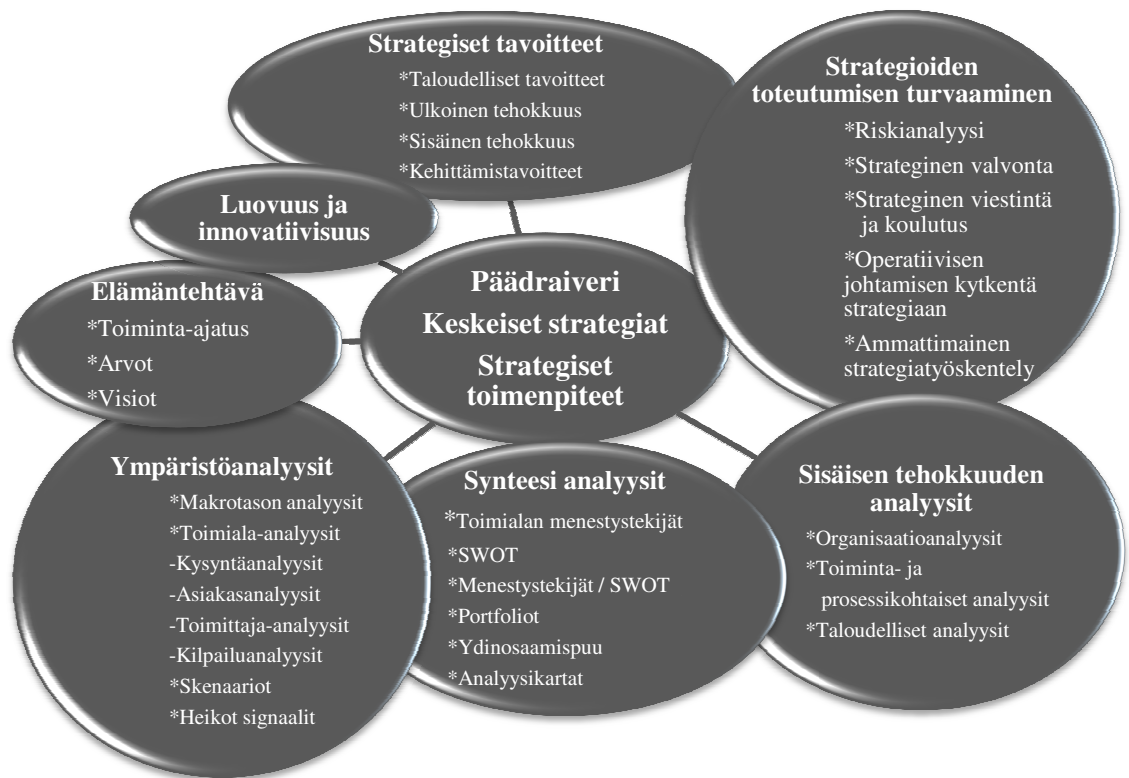 Strategiset tavoitteet
*Taloudelliset tavoitteet
*Ulkoinen tehokkuus
*Sisäinen tehokkuus
*Kehittämistavoitteet
Strategioiden
toteutumisen turvaaminen
*Riskianalyysi
*Strateginen valvonta
*Strateginen viestintä
ja koulutus
*Operatiivisen
johtamisen kytkentä
strategiaan
*Ammattimainen
strategiatyöskentely
Luovuus ja
innovatiivisuus
Elämäntehtävä
*Toiminta-ajatus
*Arvot
*Visiot
Päädraiveri
Keskeiset strategiat
Strategiset
toimenpiteet
Ympäristöanalyysit
*Makrotason analyysit
*Toimiala-analyysit
-Kysyntäanalyysit
-Asiakasanalyysit
-Toimittaja-analyysit
-Kilpailuanalyysit
*Skenaariot
*Heikot signaalit
Synteesi analyysit
*Toimialan menestystekijät
*SWOT
*Menestystekijät / SWOT
*Portfoliot
*Ydinosaamispuu
*Analyysikartat
Sisäisen tehokkuuden
analyysit
*Organisaatioanalyysit
*Toiminta- ja
prosessikohtaiset analyysit
*Taloudelliset analyysit